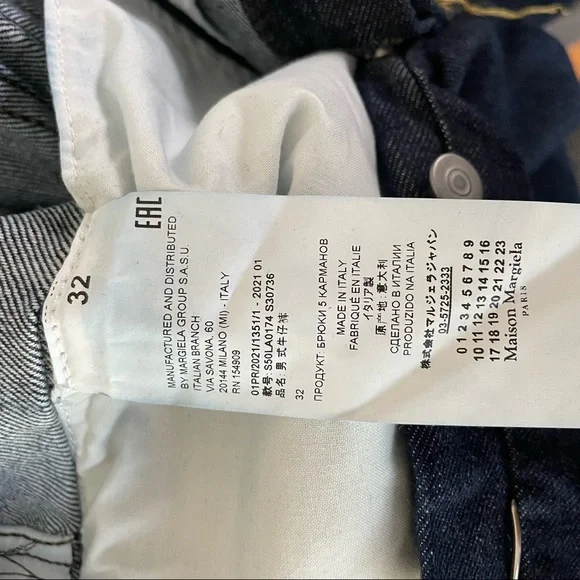 32
EAC
MANUFACTURED AND DISTRIBUTED
BY MARGIELA GROUP S.A.S.U.
ITALIAN BRANCH
VIA SAVONA, 60
20144 MILANO (MI) - ITALY
RN 154909
01PR/2021/1351/1 - 2021 01
款号: S50LA0174 S30736
品名: 男式牛仔裤
32
ПРОДУКТ: БРЮКИ 5 КАРМАНОВ
MADE IN ITALY
FABRIQUÉ EN ITALIE
イタリア製
原产地: 意大利
СДЕЛАНО В ИТАЛИИ
PRODUZIDO NA ITALIA
株式会社マルジェラジャパン
03-5725-2333
0 1 2 3 4 5 6 7 8 9
10 11 12 13 14 15 16
17 18 19 20 21 22 23
Maison Margiela
PARIS